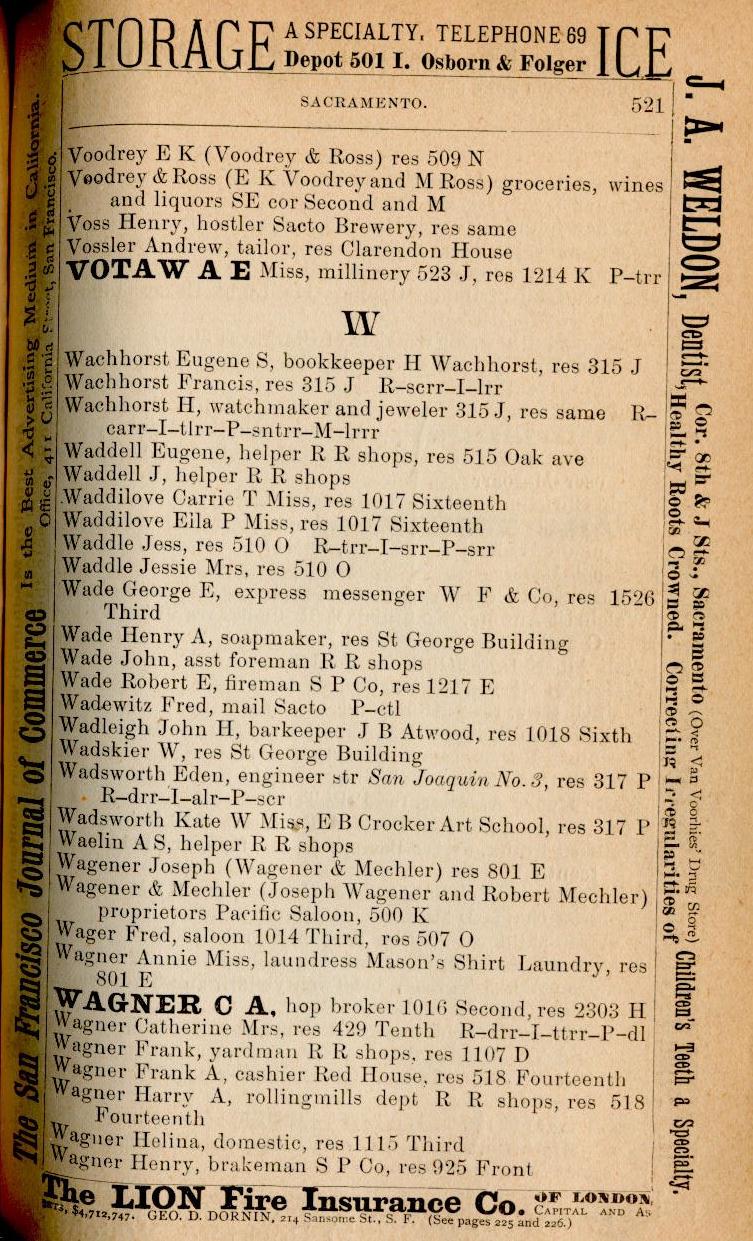 STORAGE A SPECIALTY. TELEPHONE 69 ICE
Depot 501 I. Osborn & Folger
SACRAMENTO. 521
Voodrey E K (Voodrey & Ross) res 509 N
Voodrey & Ross (E K Voodrey and M Ross) groceries, wines
and liquors SE cor Second and M
Voss Henry, hostler Sacto Brewery, res same
Vossler Andrew, tailor, res Clarendon House
VOTAW A E Miss, millinery 523 J, res 1214 K P-trr
W
Wachhorst Eugene S, bookkeeper H Wachhorst, res 315 J
Wachhorst Francis, res 315 J R-scrr-I-lrr
Wachhorst H, watchmaker and jeweler 315 J, res same R-
carr-I-tlrr-P-sntrr-M-lrrr
Waddell Eugene, helper R R shops, res 515 Oak ave
Waddell J, helper R R shops
Waddilove Carrie T Miss, res 1017 Sixteenth
Waddilove Eila P Miss, res 1017 Sixteenth
Waddle Jess, res 510 O R-trr-I-srr-P-srr
Waddle Jessie Mrs, res 510 O
Wade George E, express messenger W F & Co, res 1526
Third
Wade Henry A, soapmaker, res St George Building
Wade John, asst foreman R R shops
Wade Robert E, fireman S P Co, res 1217 E
Wadewitz Fred, mail Sacto P-ctl
Wadleigh John H, barkeeper J B Atwood, res 1018 Sixth
Wadskier W, res St George Building
Wadsworth Eden, engineer str San Joaquin No. 3, res 317 P
R-drr-I-alr-P-scr
Wadsworth Kate W Miss, E B Crocker Art School, res 317 P
Waelin A S, helper R R shops
Wagener Joseph (Wagener & Mechler) res 801 E
Wagener & Mechler (Joseph Wagener and Robert Mechler)
proprietors Pacific Saloon, 500 K
Wager Fred, saloon 1014 Third, ros 507 O
Wagner Annie Miss, laundress Mason's Shirt Laundry, res
801 E
WAGNER C A, hop broker 1016 Second, res 2303 H
Wagner Catherine Mrs, res 429 Tenth R-drr-I-ttrr-P-dl
Wagner Frank, yardman R R shops, res 1107 D
Wagner Frank A, cashier Red House, res 518 Fourteenth
Wagner Harry A, rollingmills dept R R shops, res 518
Fourteenth
Wagner Helina, domestic, res 1115 Third
Wagner Henry, brakeman S P Co, res 925 Front
The LION Fire Insurance Co. OF LONDON,
CAPITAL AND AS
$4,712,747. GEO. D. DORNIN, 214 Sansome St., S. F. (See pages 225 and 226.)
The San Francisco Journal of Commerce Is the Best Advertising Medium in California.
Office, 411 California Street, San Francisco.
J. A. WELDON, Dentist, Cor. 8th & J Sts., Sacramento (Over Van Voorhies' Drug Store)
Healthy Roots Crowned. Correcting Irregularities of Children's Teeth a Specialty.